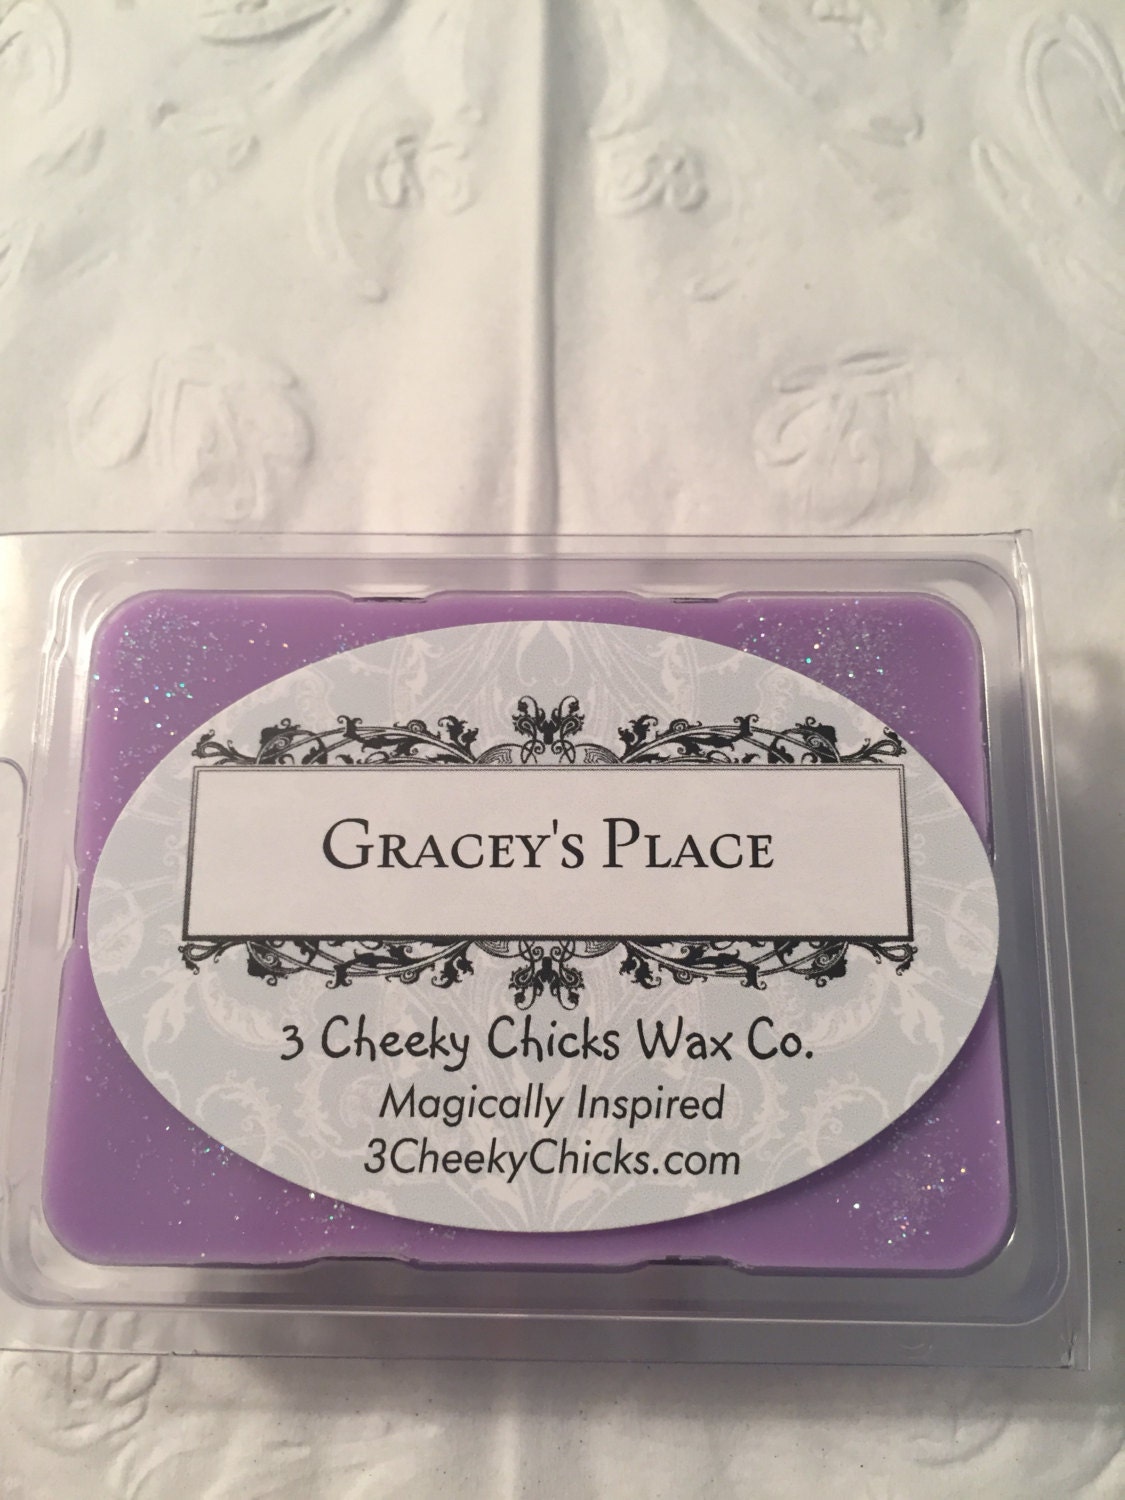 Gracey's Place
3 Cheeky Chicks Wax Co.
Magically Inspired
3CheekyChicks.com